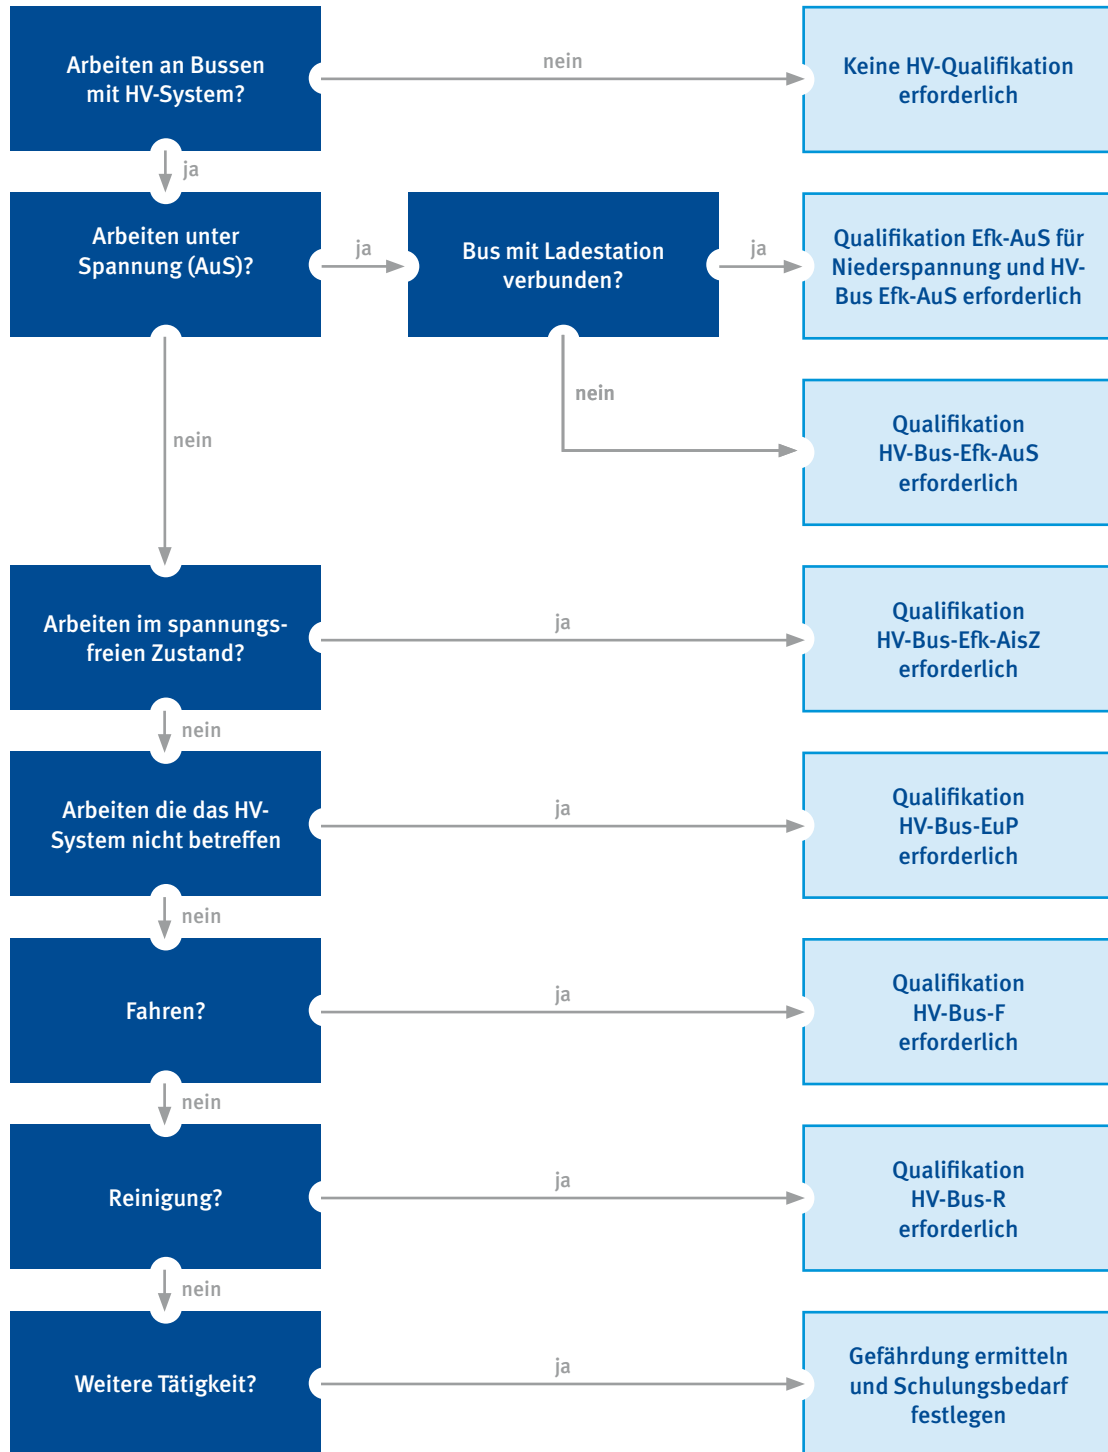 Arbeiten an Bussen
mit HV-System?
nein
Keine HV-Qualifikation
erforderlich
ja
Arbeiten unter
Spannung (AuS)?
ja
Bus mit Ladestation
verbunden?
ja
Qualifikation Efk-AuS für
Niederspannung und HV-
Bus Efk-AuS erforderlich
nein
Qualifikation
HV-Bus-Efk-AuS
erforderlich
nein
Arbeiten im spannungs-
freien Zustand?
ja
Qualifikation
HV-Bus-Efk-AisZ
erforderlich
nein
Arbeiten die das HV-
System nicht betreffen
ja
Qualifikation
HV-Bus-EuP
erforderlich
nein
Fahren?
ja
Qualifikation
HV-Bus-F
erforderlich
nein
Reinigung?
ja
Qualifikation
HV-Bus-R
erforderlich
nein
Weitere Tätigkeit?
ja
Gefährdung ermitteln
und Schulungsbedarf
festlegen